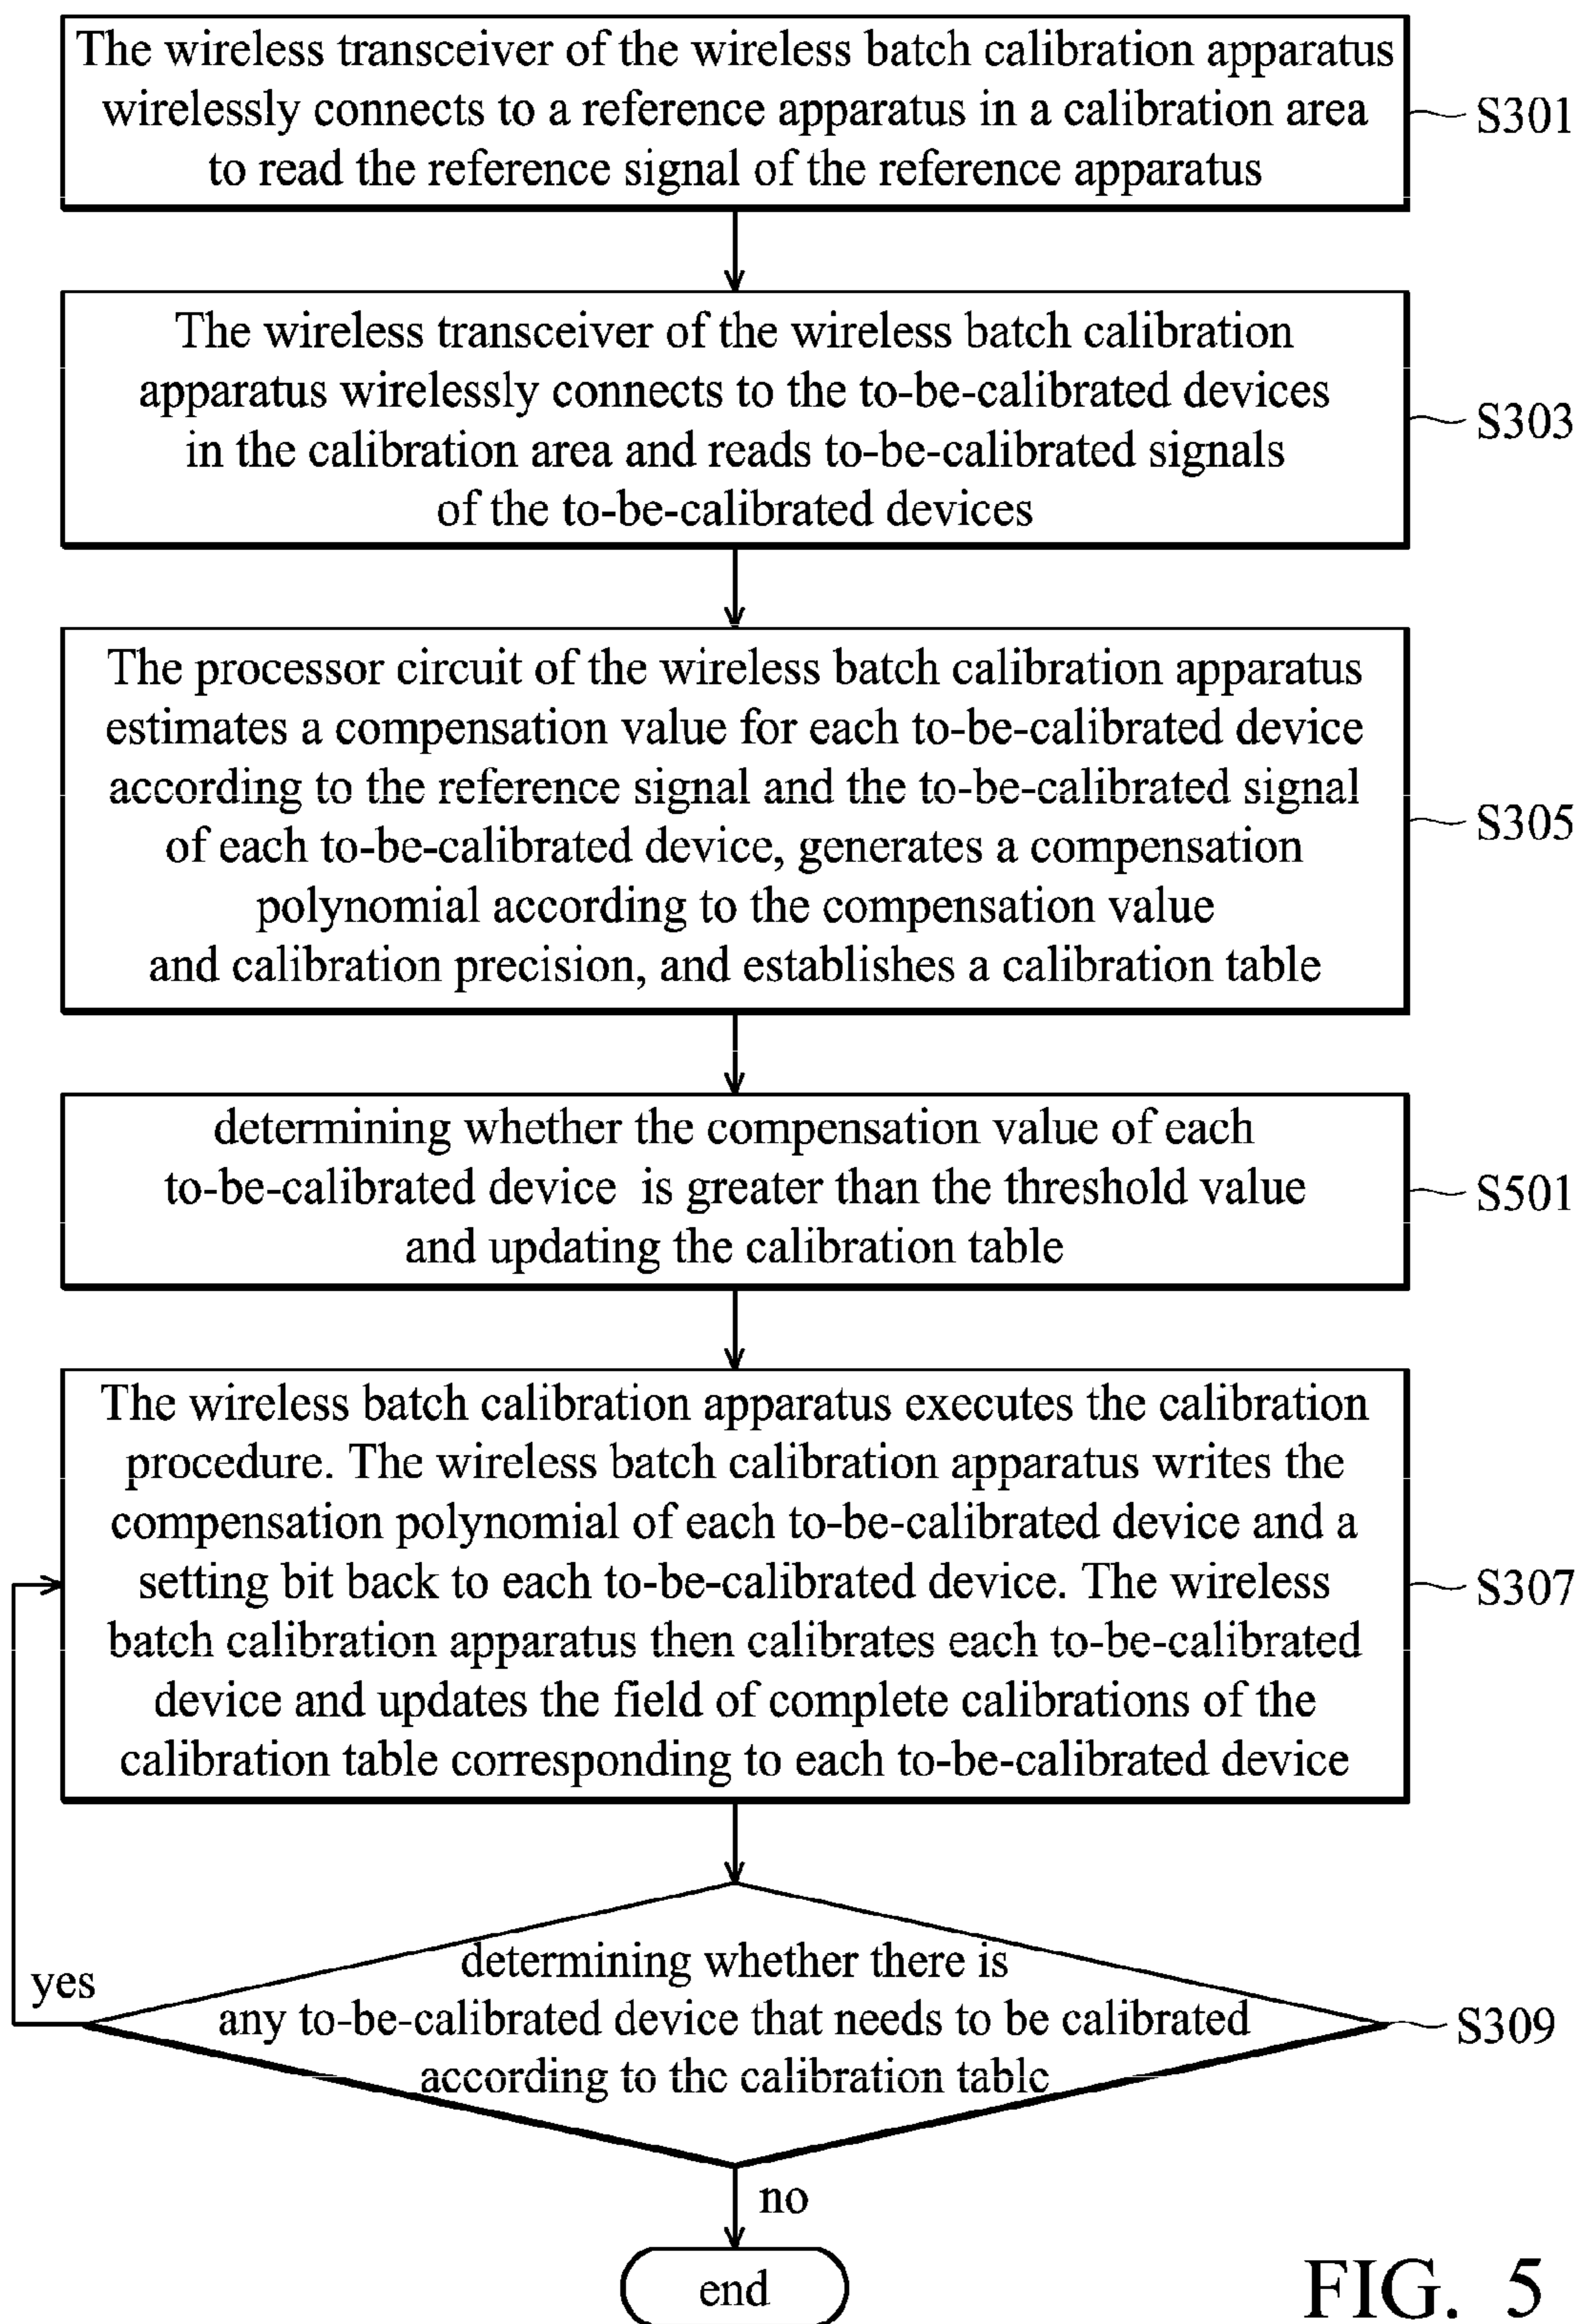 The wireless transceiver of the wireless batch calibration apparatus
wirelessly connects to a reference apparatus in a calibration area
to read the reference signal of the reference apparatus
S301
The wireless transceiver of the wireless batch calibration
apparatus wirelessly connects to the to-be-calibrated devices
in the calibration area and reads to-be-calibrated signals
of the to-be-calibrated devices
S303
The processor circuit of the wireless batch calibration apparatus
estimates a compensation value for each to-be-calibrated device
according to the reference signal and the to-be-calibrated signal
of each to-be-calibrated device, generates a compensation
polynomial according to the compensation value
and calibration precision, and establishes a calibration table
S305
determining whether the compensation value of each
to-be-calibrated device is greater than the threshold value
and updating the calibration table
S501
The wireless batch calibration apparatus executes the calibration
procedure. The wireless batch calibration apparatus writes the
compensation polynomial of each to-be-calibrated device and a
setting bit back to each to-be-calibrated device. The wireless
batch calibration apparatus then calibrates each to-be-calibrated
device and updates the field of complete calibrations of the
calibration table corresponding to each to-be-calibrated device
S307
yes
determining whether there is
any to-be-calibrated device that needs to be calibrated
according to the calibration table
S309
no
end
FIG. 5